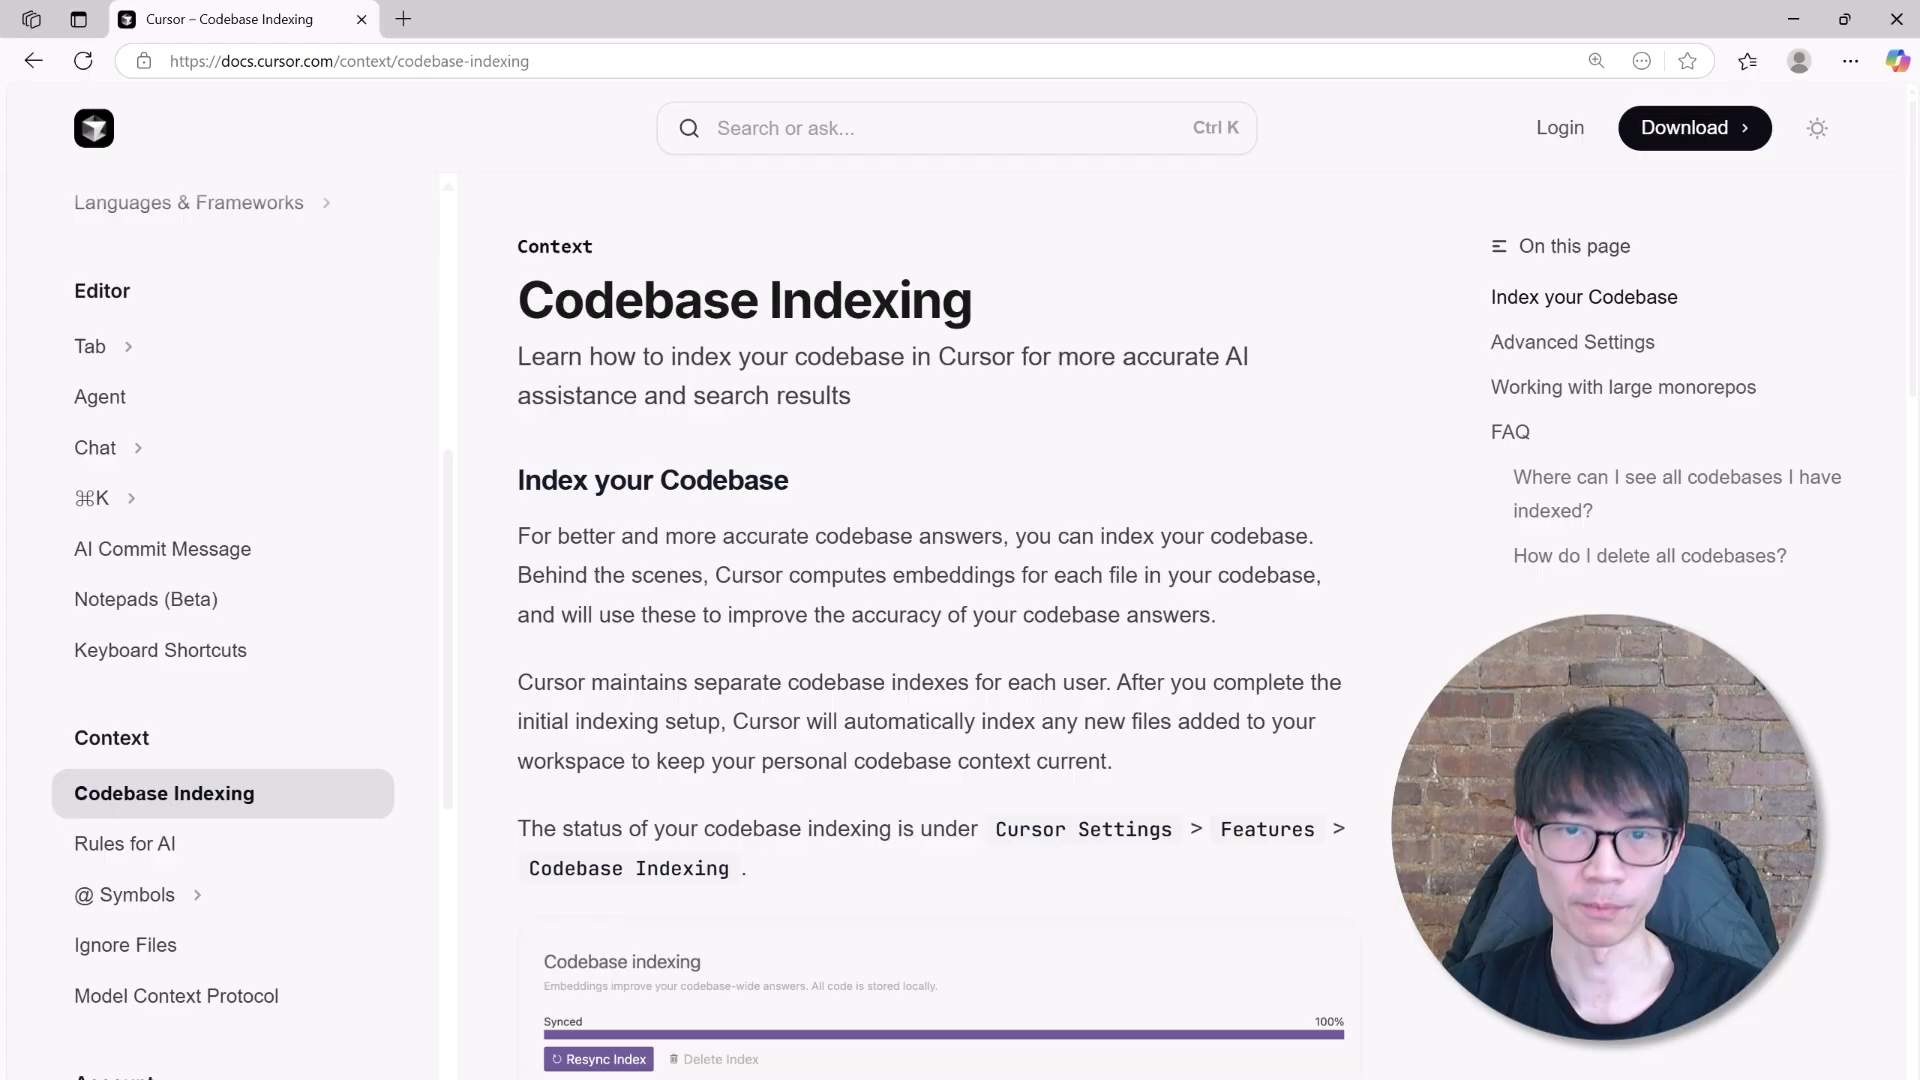 Cursor – Codebase Indexing
https://docs.cursor.com/context/codebase-indexing
Search or ask...
Ctrl K
Login
Download
Languages & Frameworks
Editor
Tab
Agent
Chat
⌘K
AI Commit Message
Notepads (Beta)
Keyboard Shortcuts
Context
Codebase Indexing
Rules for AI
@ Symbols
Ignore Files
Model Context Protocol
Context
Codebase Indexing
Learn how to index your codebase in Cursor for more accurate AI
assistance and search results
Index your Codebase
For better and more accurate codebase answers, you can index your codebase.
Behind the scenes, Cursor computes embeddings for each file in your codebase,
and will use these to improve the accuracy of your codebase answers.
Cursor maintains separate codebase indexes for each user. After you complete the
initial indexing setup, Cursor will automatically index any new files added to your
workspace to keep your personal codebase context current.
The status of your codebase indexing is under Cursor Settings > Features >
Codebase Indexing .
Codebase indexing
Embeddings improve your codebase-wide answers. All code is stored locally.
Synced 100%
Resync Index Delete Index
On this page
Index your Codebase
Advanced Settings
Working with large monorepos
FAQ
Where can I see all codebases I have
indexed?
How do I delete all codebases?